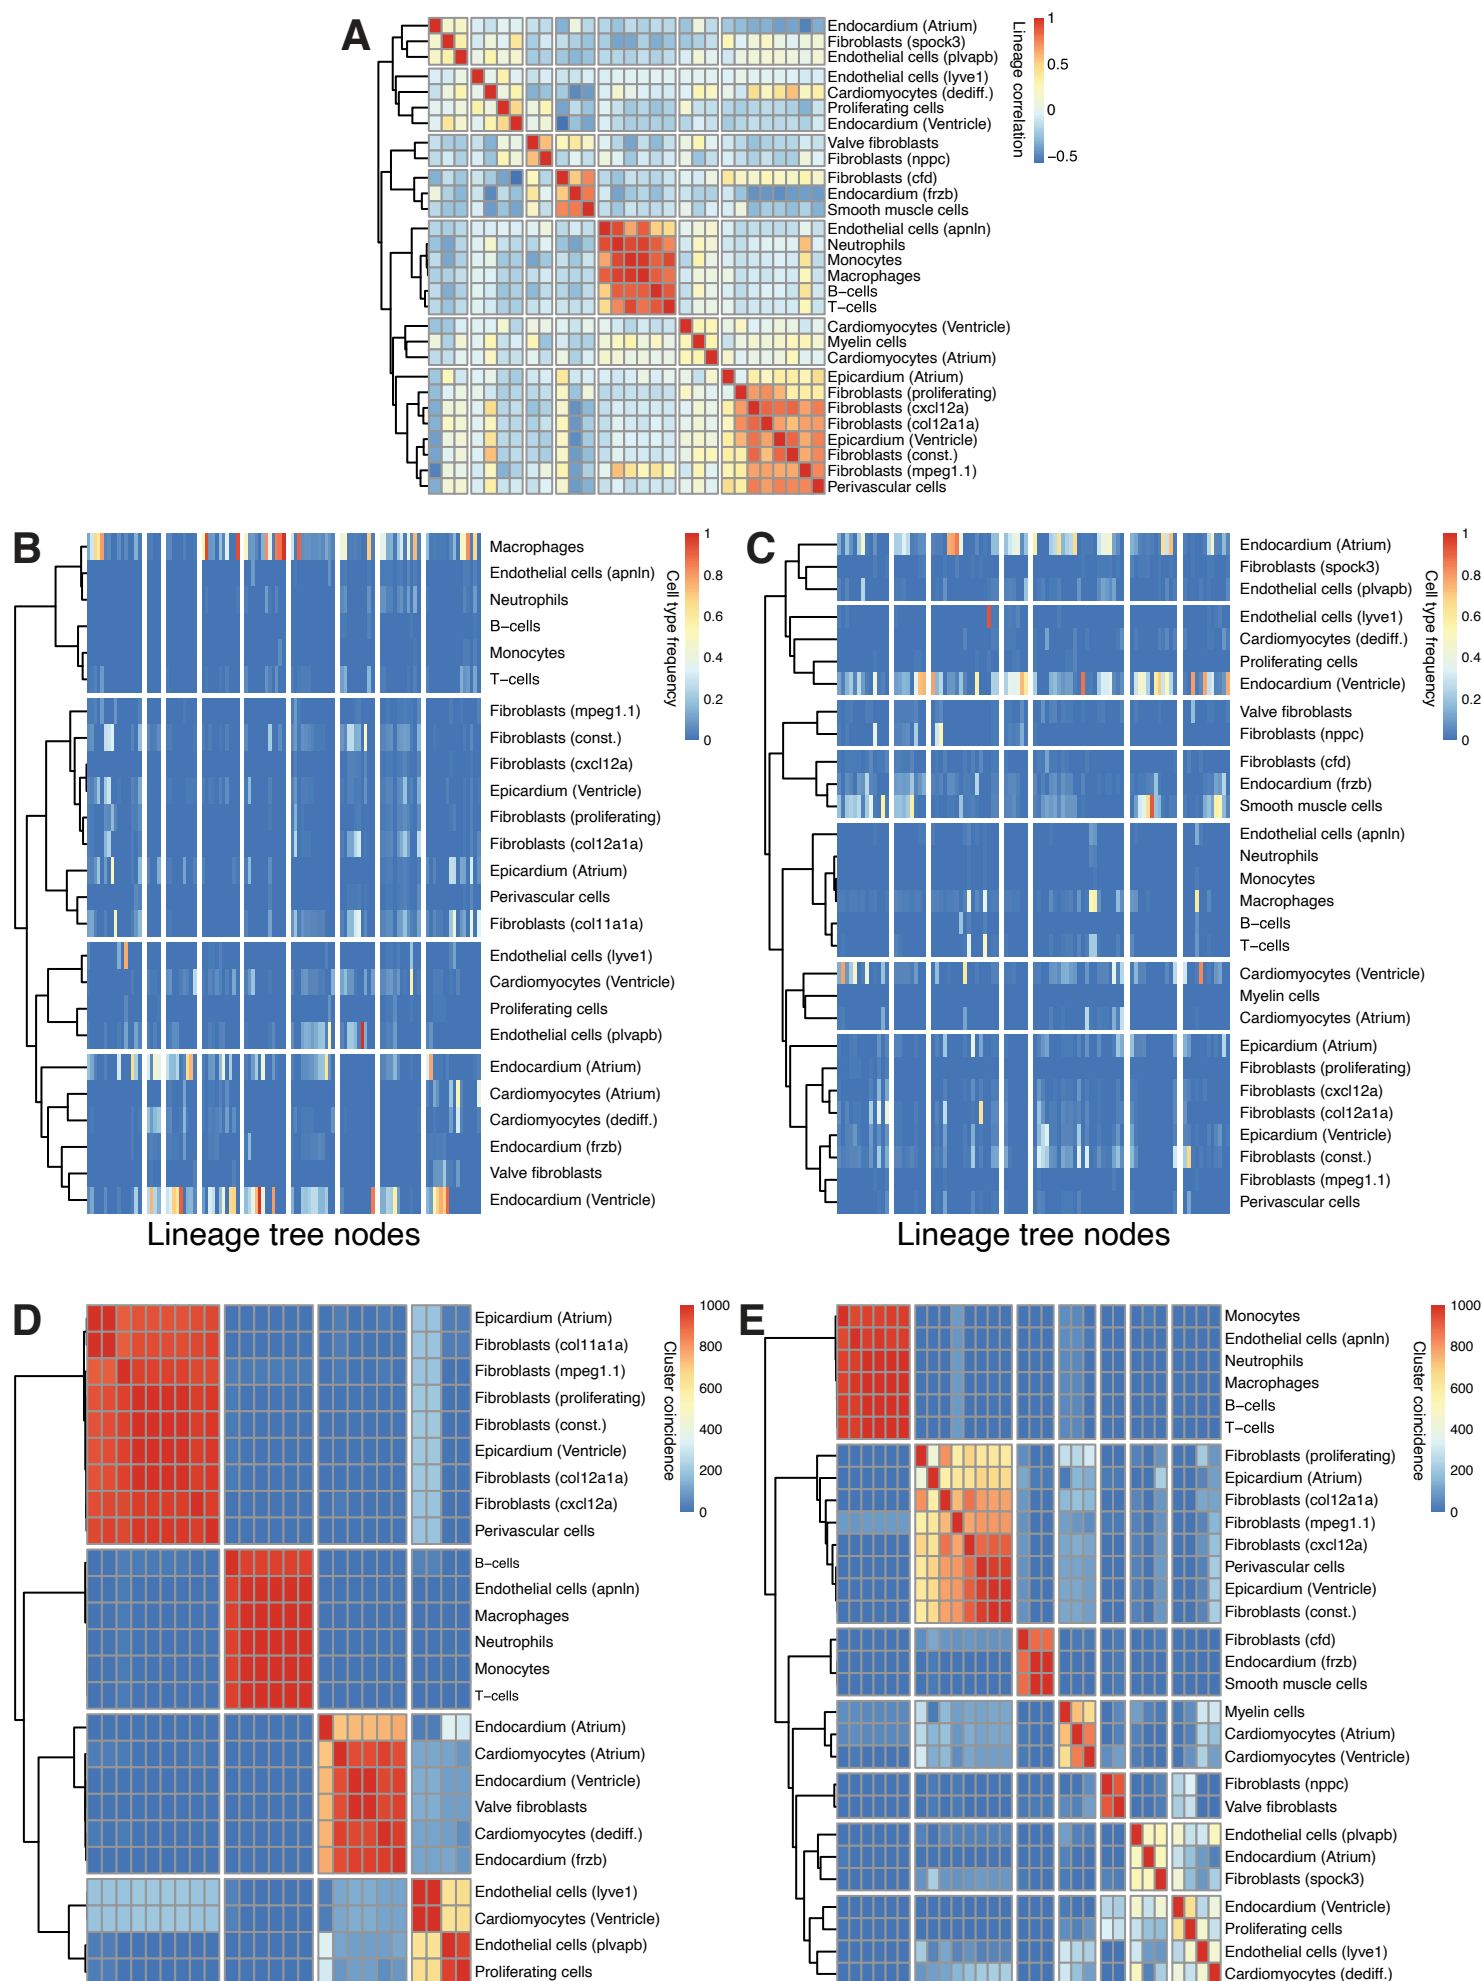 A
Endocardium (Atrium)
Fibroblasts (spock3)
Endothelial cells (plvapb)
Endothelial cells (lyve1)
Cardiomyocytes (dediff.)
Proliferating cells
Endocardium (Ventricle)
Valve fibroblasts
Fibroblasts (nppc)
Fibroblasts (cfd)
Endocardium (frzb)
Smooth muscle cells
Endothelial cells (apnln)
Neutrophils
Monocytes
Macrophages
B−cells
T−cells
Cardiomyocytes (Ventricle)
Myelin cells
Cardiomyocytes (Atrium)
Epicardium (Atrium)
Fibroblasts (proliferating)
Fibroblasts (cxcl12a)
Fibroblasts (col12a1a)
Epicardium (Ventricle)
Fibroblasts (const.)
Fibroblasts (mpeg1.1)
Perivascular cells
Lineage correlation
1
0.5
0
−0.5
B
Macrophages
Endothelial cells (apnln)
Neutrophils
B−cells
Monocytes
T−cells
Fibroblasts (mpeg1.1)
Fibroblasts (const.)
Fibroblasts (cxcl12a)
Epicardium (Ventricle)
Fibroblasts (proliferating)
Fibroblasts (col12a1a)
Epicardium (Atrium)
Perivascular cells
Fibroblasts (col11a1a)
Endothelial cells (lyve1)
Cardiomyocytes (Ventricle)
Proliferating cells
Endothelial cells (plvapb)
Endocardium (Atrium)
Cardiomyocytes (Atrium)
Cardiomyocytes (dediff.)
Endocardium (frzb)
Valve fibroblasts
Endocardium (Ventricle)
Lineage tree nodes
Cell type frequency
1
0.8
0.6
0.4
0.2
0
C
Endocardium (Atrium)
Fibroblasts (spock3)
Endothelial cells (plvapb)
Endothelial cells (lyve1)
Cardiomyocytes (dediff.)
Proliferating cells
Endocardium (Ventricle)
Valve fibroblasts
Fibroblasts (nppc)
Fibroblasts (cfd)
Endocardium (frzb)
Smooth muscle cells
Endothelial cells (apnln)
Neutrophils
Monocytes
Macrophages
B−cells
T−cells
Cardiomyocytes (Ventricle)
Myelin cells
Cardiomyocytes (Atrium)
Epicardium (Atrium)
Fibroblasts (proliferating)
Fibroblasts (cxcl12a)
Fibroblasts (col12a1a)
Epicardium (Ventricle)
Fibroblasts (const.)
Fibroblasts (mpeg1.1)
Perivascular cells
Lineage tree nodes
Cell type frequency
1
0.8
0.6
0.4
0.2
0
D
Epicardium (Atrium)
Fibroblasts (col11a1a)
Fibroblasts (mpeg1.1)
Fibroblasts (proliferating)
Fibroblasts (const.)
Epicardium (Ventricle)
Fibroblasts (col12a1a)
Fibroblasts (cxcl12a)
Perivascular cells
B−cells
Endothelial cells (apnln)
Macrophages
Neutrophils
Monocytes
T−cells
Endocardium (Atrium)
Cardiomyocytes (Atrium)
Endocardium (Ventricle)
Valve fibroblasts
Cardiomyocytes (dediff.)
Endocardium (frzb)
Endothelial cells (lyve1)
Cardiomyocytes (Ventricle)
Endothelial cells (plvapb)
Proliferating cells
Cluster coincidence
1000
800
600
400
200
0
E
Monocytes
Endothelial cells (apnln)
Neutrophils
Macrophages
B−cells
T−cells
Fibroblasts (proliferating)
Epicardium (Atrium)
Fibroblasts (col12a1a)
Fibroblasts (mpeg1.1)
Fibroblasts (cxcl12a)
Perivascular cells
Epicardium (Ventricle)
Fibroblasts (const.)
Fibroblasts (cfd)
Endocardium (frzb)
Smooth muscle cells
Myelin cells
Cardiomyocytes (Atrium)
Cardiomyocytes (Ventricle)
Fibroblasts (nppc)
Valve fibroblasts
Endothelial cells (plvapb)
Endocardium (Atrium)
Fibroblasts (spock3)
Endocardium (Ventricle)
Proliferating cells
Endothelial cells (lyve1)
Cardiomyocytes (dediff.)
Cluster coincidence
1000
800
600
400
200
0